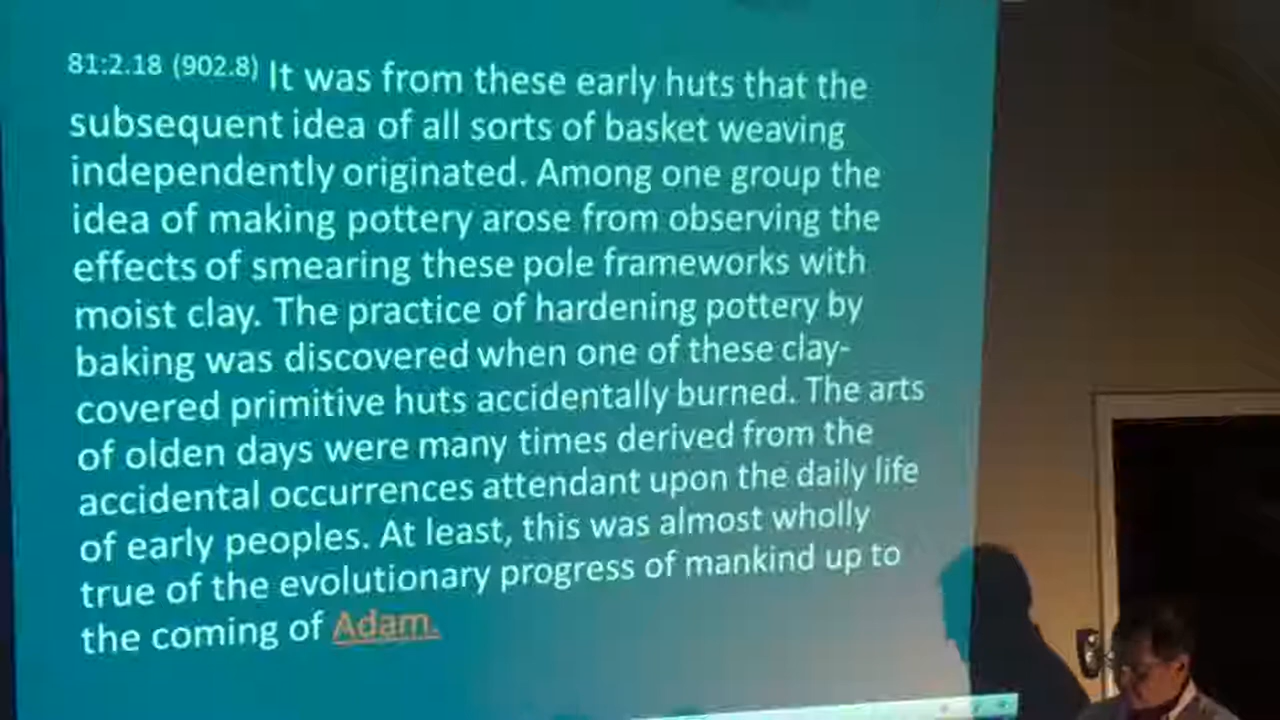 81:2.18 (902.8) It was from these early huts that the
subsequent idea of all sorts of basket weaving
independently originated. Among one group the
idea of making pottery arose from observing the
effects of smearing these pole frameworks with
moist clay. The practice of hardening pottery by
baking was discovered when one of these clay-
covered primitive huts accidentally burned. The arts
of olden days were many times derived from the
accidental occurrences attendant upon the daily life
of early peoples. At least, this was almost wholly
true of the evolutionary progress of mankind up to
the coming of Adam.